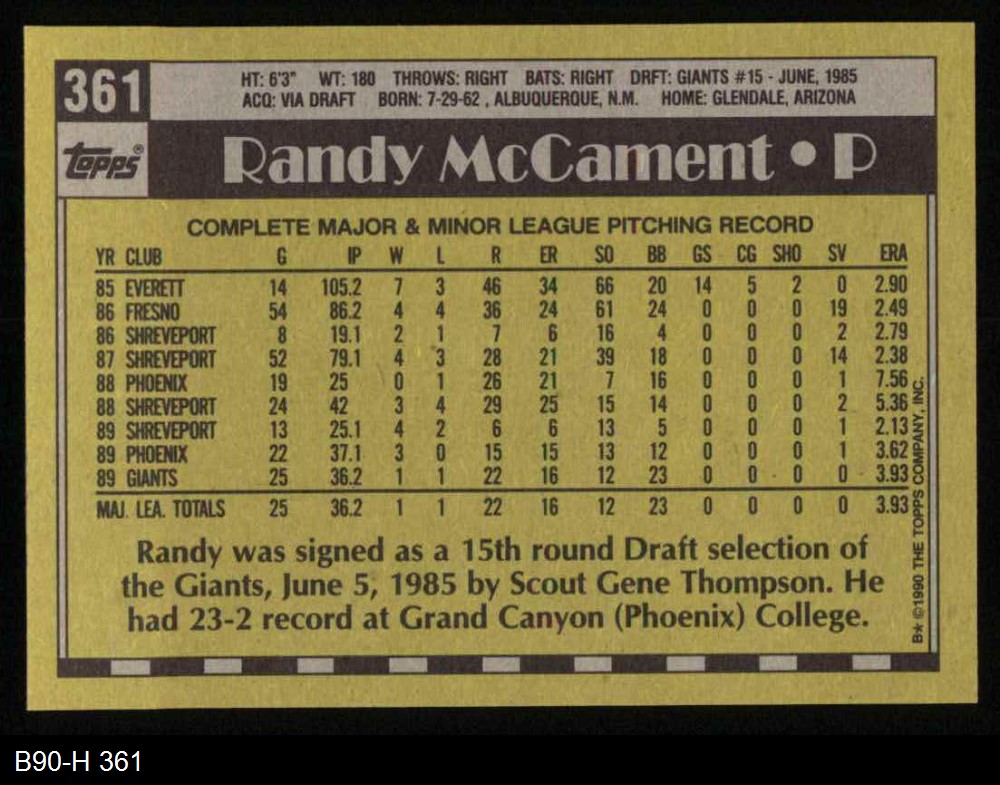 361
HT: 6'3" WT: 180 THROWS: RIGHT BATS: RIGHT DRFT: GIANTS #15 - JUNE, 1985
ACQ: VIA DRAFT BORN: 7-29-62 , ALBUQUERQUE, N.M. HOME: GLENDALE, ARIZONA
Topps® Randy McCament • P
COMPLETE MAJOR & MINOR LEAGUE PITCHING RECORD
YR CLUB G IP W L R ER SO BB GS CG SHO SV ERA
85 EVERETT 14 105.2 7 3 46 34 66 20 14 5 2 0 2.90
86 FRESNO 54 86.2 4 4 36 24 61 24 0 0 0 19 2.49
86 SHREVEPORT 8 19.1 2 1 7 6 16 4 0 0 0 2 2.79
87 SHREVEPORT 52 79.1 4 3 28 21 39 18 0 0 0 14 2.38
88 PHOENIX 19 25 0 1 26 21 7 16 0 0 0 1 7.56
88 SHREVEPORT 24 42 3 4 29 25 15 14 0 0 0 2 5.36
89 SHREVEPORT 13 25.1 4 2 6 6 13 5 0 0 0 1 2.13
89 PHOENIX 22 37.1 3 0 15 15 13 12 0 0 0 1 3.62
89 GIANTS 25 36.2 1 1 22 16 12 23 0 0 0 0 3.93
MAJ. LEA. TOTALS 25 36.2 1 1 22 16 12 23 0 0 0 0 3.93
Randy was signed as a 15th round Draft selection of
the Giants, June 5, 1985 by Scout Gene Thompson. He
had 23-2 record at Grand Canyon (Phoenix) College.
B★ ©1990 THE TOPPS COMPANY, INC.
B90-H 361